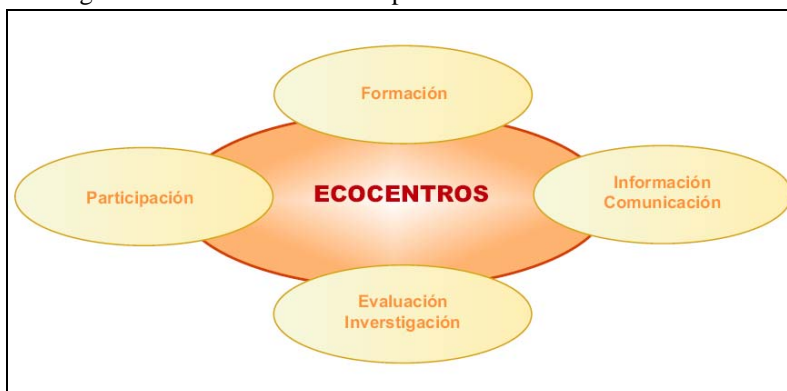 Formación
Participación
ECOCENTROS
Información
Comunicación
Evaluación
Inverstigación